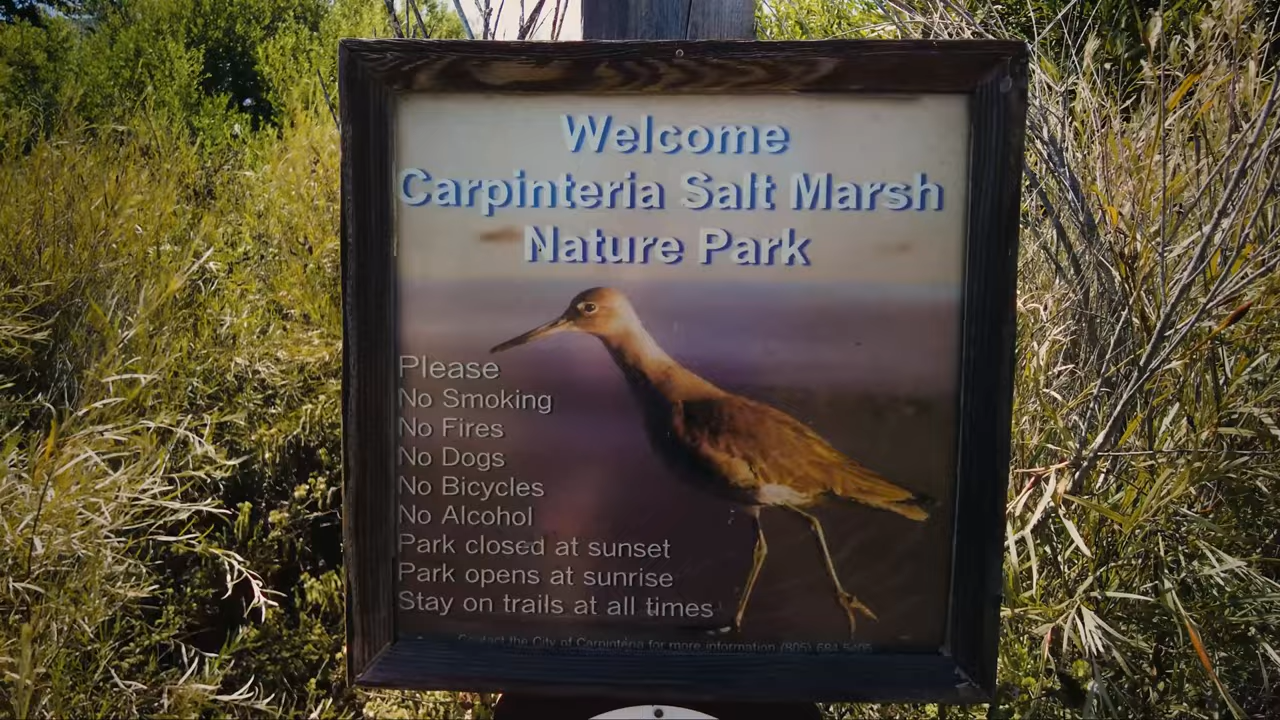 Welcome
Carpinteria Salt Marsh
Nature Park
Please
No Smoking
No Fires
No Dogs
No Bicycles
No Alcohol
Park closed at sunset
Park opens at sunrise
Stay on trails at all times
Contact the City of Carpinteria for more information (805) 684 5405